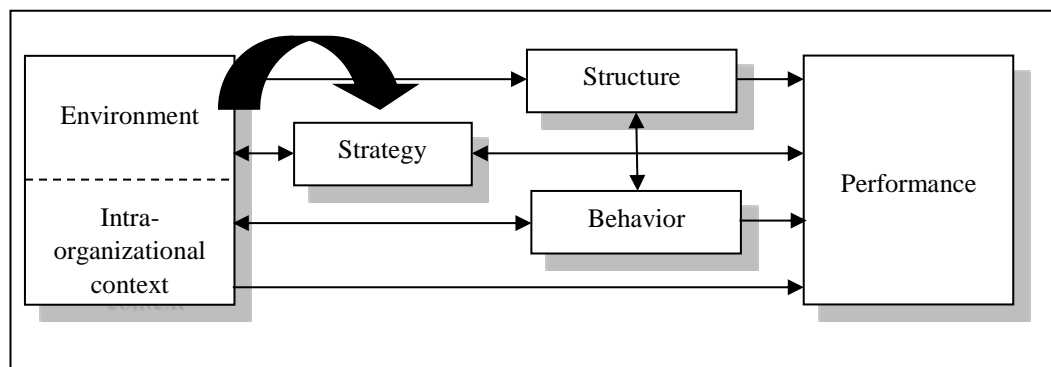 Environment
Intra-
organizational
context
Strategy
Structure
Behavior
Performance